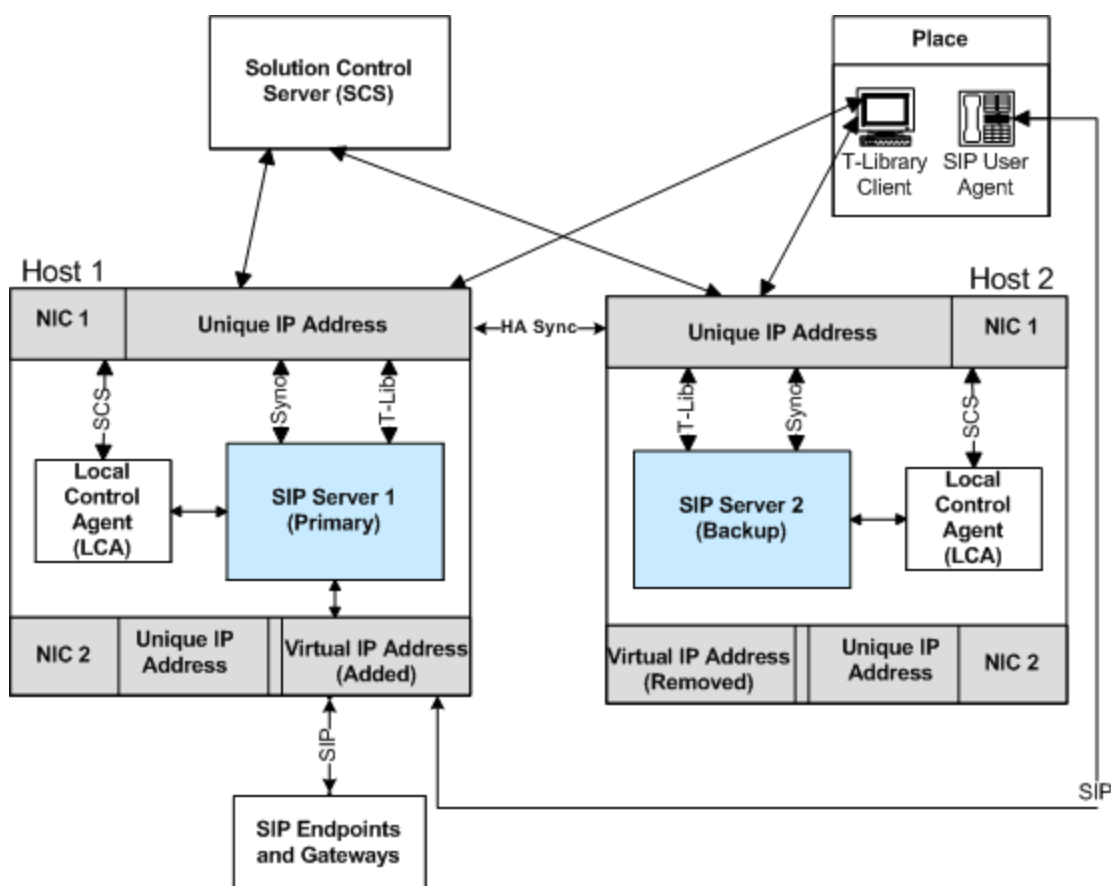 Solution Control
Server (SCS)
Place
T-Library
Client
SIP User
Agent
Host 1
Host 2
NIC 1
Unique IP Address
HA Sync
Unique IP Address
NIC 1
SCS
Sync
T-Lib
T-Lib
Sync
SCS
Local
Control
Agent
(LCA)
SIP Server 1
(Primary)
SIP Server 2
(Backup)
Local
Control
Agent
(LCA)
NIC 2
Unique IP
Address
Virtual IP Address
(Added)
Virtual IP Address
(Removed)
Unique IP
Address
NIC 2
SIP
SIP
SIP Endpoints
and Gateways